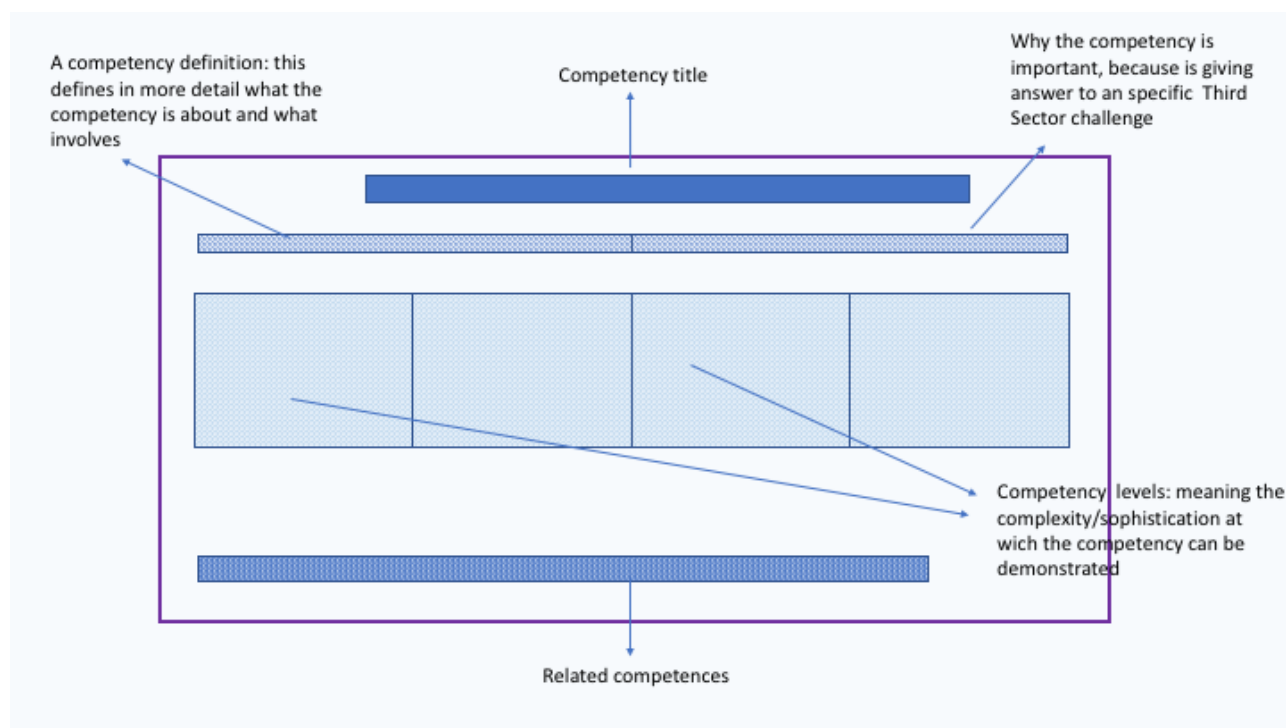 A competency definition: this
defines in more detail what the
competency is about and what
involves
Competency title
Why the competency is
important, because is giving
answer to an specific Third
Sector challenge
Competency levels: meaning the
complexity/sophistication at
wich the competency can be
demonstrated
Related competences